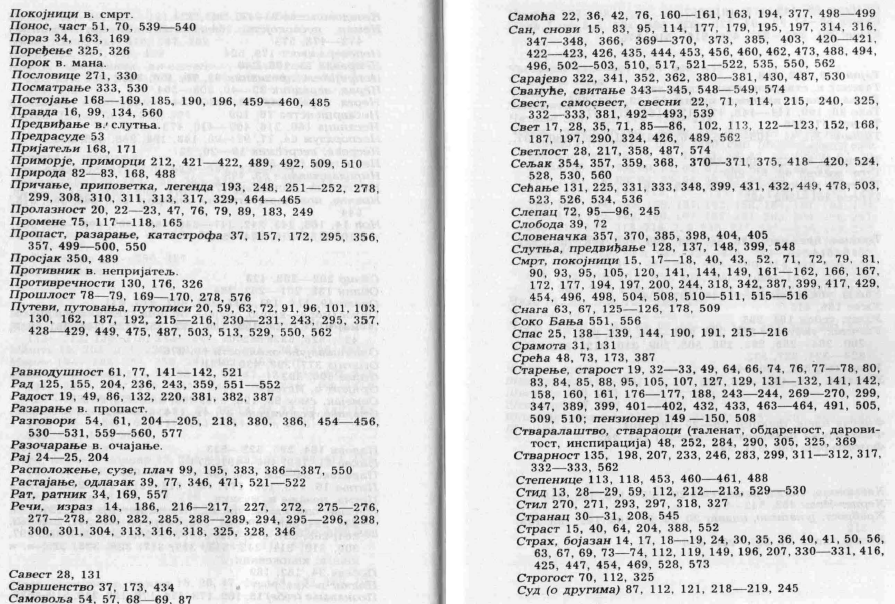 Покојници в. смрт.
Понос, част 51, 70, 539—540
Пораз 34, 163, 169
Поређење 325, 326
Порок в. мана.
Пословице 271, 330
Посматрање 333, 530
Постојање 168—169, 185, 190, 196, 459—460, 485
Правда 16, 99, 134, 560
Предвиђање в. слутња.
Предрасуде 53
Пријатељи 168, 171
Приморје, приморци 212, 421—422, 489, 492, 509, 510
Природа 82—83, 168, 488
Причање, приповетка, легенда 193, 248, 251—252, 278,
299, 308, 310, 311, 313, 317, 329, 464—465
Пролазност 20, 22—23, 47, 76, 79, 89, 183, 249
Промене 75, 117—118, 165
Пропаст, разарање, катастрофа 37, 157, 172, 295, 356,
357, 499—500, 550
Просјак 350, 489
Противник в. непријатељ.
Противречности 130, 176, 326
Прошлост 78—79, 169—170, 278, 576
Путеви, путовања, путописи 20, 59, 63, 72, 91, 96, 101, 103,
130, 162, 187, 192, 215—216, 230—231, 243, 295, 357,
428—429, 449, 475, 487, 503, 513, 529, 550, 562
Равнодушност 61, 77, 141—142, 521
Рад 125, 155, 204, 236, 243, 359, 551—552
Радост 19, 49, 86, 132, 220, 381, 382, 387
Разарање в. пропаст.
Разговори 54, 61, 204—205, 218, 380, 386, 454—456,
530—531, 559—560, 577
Разочарање в. очајање.
Рај 24—25, 204
Расположење, сузе, плач 99, 195, 383, 386—387, 550
Растајање, одлазак 39, 77, 346, 471, 521—522
Рат, ратник 34, 169, 557
Речи, израз 14, 186, 216—217, 227, 272, 275—276,
277—278, 280, 282, 285, 288—289, 294, 295—296, 298,
300, 301, 304, 313, 316, 318, 325, 328, 346
Савест 28, 131
Савршенство 37, 173, 434
Самовоља 54, 57, 68—69, 87
Самоћа 22, 36, 42, 76, 160—161, 163, 194, 377, 498—499
Сан, снови 15, 83, 95, 114, 177, 179, 195, 197, 314, 316,
347—348, 366, 369—370, 373, 385, 403, 420—421,
422—423, 426, 435, 444, 453, 456, 460, 462, 473, 488, 494,
496, 502—503, 510, 517, 521—522, 535, 550, 562
Сарајево 322, 341, 352, 362, 380—381, 430, 487, 530
Свануће, свитање 343—345, 548—549, 574
Свест, самосвест, свесни 22, 71, 114, 215, 240, 325,
332—333, 381, 492—493, 539
Свет 17, 28, 35, 71, 85—86, 102, 113, 122—123, 152, 168,
187, 197, 290, 324, 426, 489, 562
Светлост 28, 217, 358, 487, 574
Сељак 354, 357, 359, 368, 370—371, 375, 418—420, 524,
528, 530, 560
Сећање 131, 225, 331, 333, 348, 399, 431, 432, 449, 478, 503,
523, 526, 534, 536
Слепац 72, 95—96, 245
Слобода 39, 72
Словеначка 357, 370, 385, 398, 404, 405
Слутња, предвиђање 128, 137, 148, 399, 548
Смрт, покојници 15, 17—18, 40, 43, 52, 71, 72, 79, 81,
90, 93, 95, 105, 120, 141, 144, 149, 161—162, 166, 167,
172, 177, 194, 197, 200, 244, 318, 342, 387, 399, 417, 429,
454, 496, 498, 504, 508, 510—511, 515—516
Снага 63, 67, 125—126, 178, 509
Соко Бања 551, 556
Спас 25, 138—139, 144, 190, 191, 215—216
Срамота 31, 131
Срећа 48, 73, 173, 387
Старење, старост 19, 32—33, 49, 64, 66, 74, 76, 77—78, 80,
83, 84, 85, 88, 95, 105, 107, 127, 129, 131—132, 141, 142,
158, 160, 161, 176—177, 188, 243—244, 269—270, 299,
347, 389, 399, 401—402, 432, 433, 463—464, 491, 505,
509, 510; пензионер 149—150, 508
Стваралаштво, ствараоци (таленат, обдареност, дарови-
тост, инспирација) 48, 252, 284, 290, 305, 325, 369
Стварност 135, 198, 207, 233, 246, 283, 299, 311—312, 317,
332—333, 562
Степенице 113, 118, 453, 460—461, 488
Стид 13, 28—29, 59, 112, 212—213, 529—530
Стил 270, 271, 293, 297, 318, 327
Странац 30—31, 208, 545
Страст 15, 40, 64, 204, 388, 552
Страх, бојазан 14, 17, 18—19, 24, 30, 35, 36, 40, 41, 50, 56,
63, 67, 69, 73—74, 112, 119, 149, 196, 207, 330—331, 416,
425, 447, 454, 469, 528, 573
Строгост 70, 112, 325
Суд (о другима) 87, 112, 121, 218—219, 245